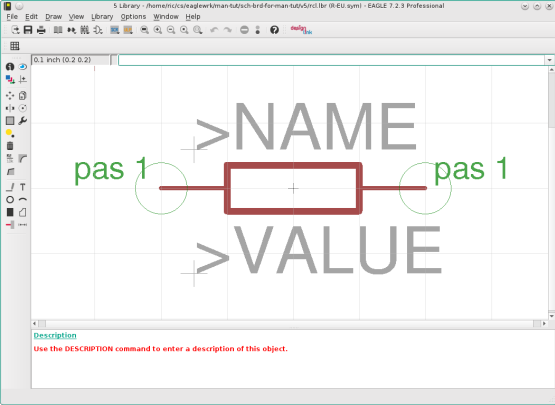 5 Library - /home/ric/cs/eaglewrk/man-tut/sch-brd-for-man-tut/v5/rcl.lbr (R-EU.sym) - EAGLE 7.2.3 Professional
File Edit Draw View Library Options Window Help
0.1 inch (0.2 0.2)
>NAME
pas 1 pas 1
>VALUE
Description
Use the DESCRIPTION command to enter a description of this object.